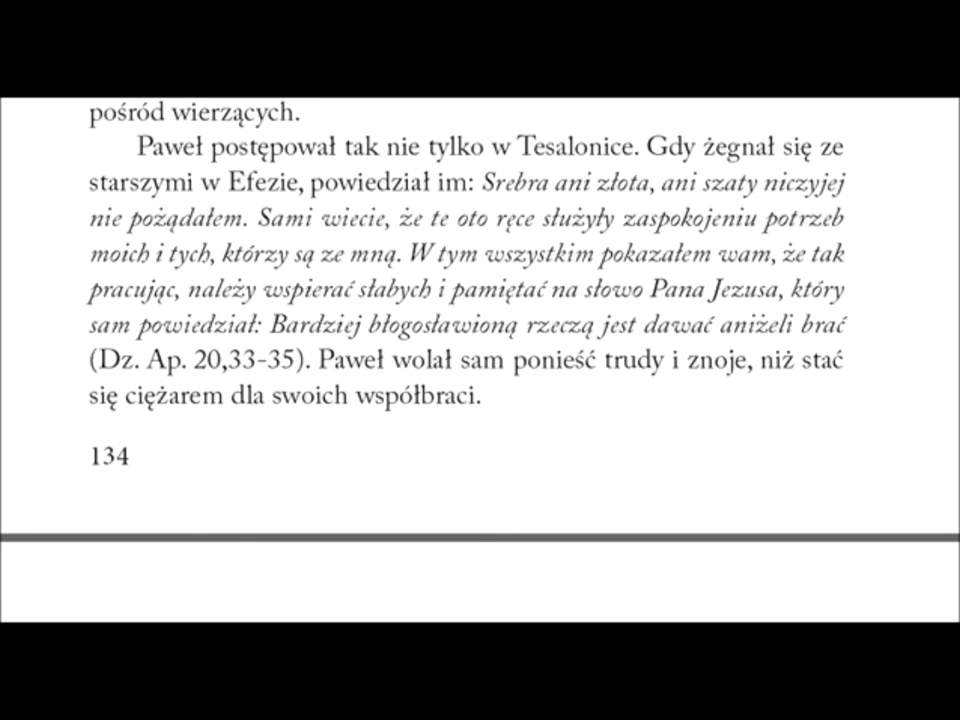 pośród wierzących.
Paweł postępował tak nie tylko w Tesalonice. Gdy żegnał się ze
starszymi w Efezie, powiedział im: Srebra ani złota, ani szaty niczyjej
nie pożądałem. Sami wiecie, że te oto ręce służyły zaspokojeniu potrzeb
moich i tych, którzy są ze mną. W tym wszystkim pokazałem wam, że tak
pracując, należy wspierać słabych i pamiętać na słowo Pana Jezusa, który
sam powiedział: Bardziej błogosławioną rzeczą jest dawać aniżeli brać
(Dz. Ap. 20,33-35). Paweł wolał sam ponieść trudy i znoje, niż stać
się ciężarem dla swoich współbraci.
134